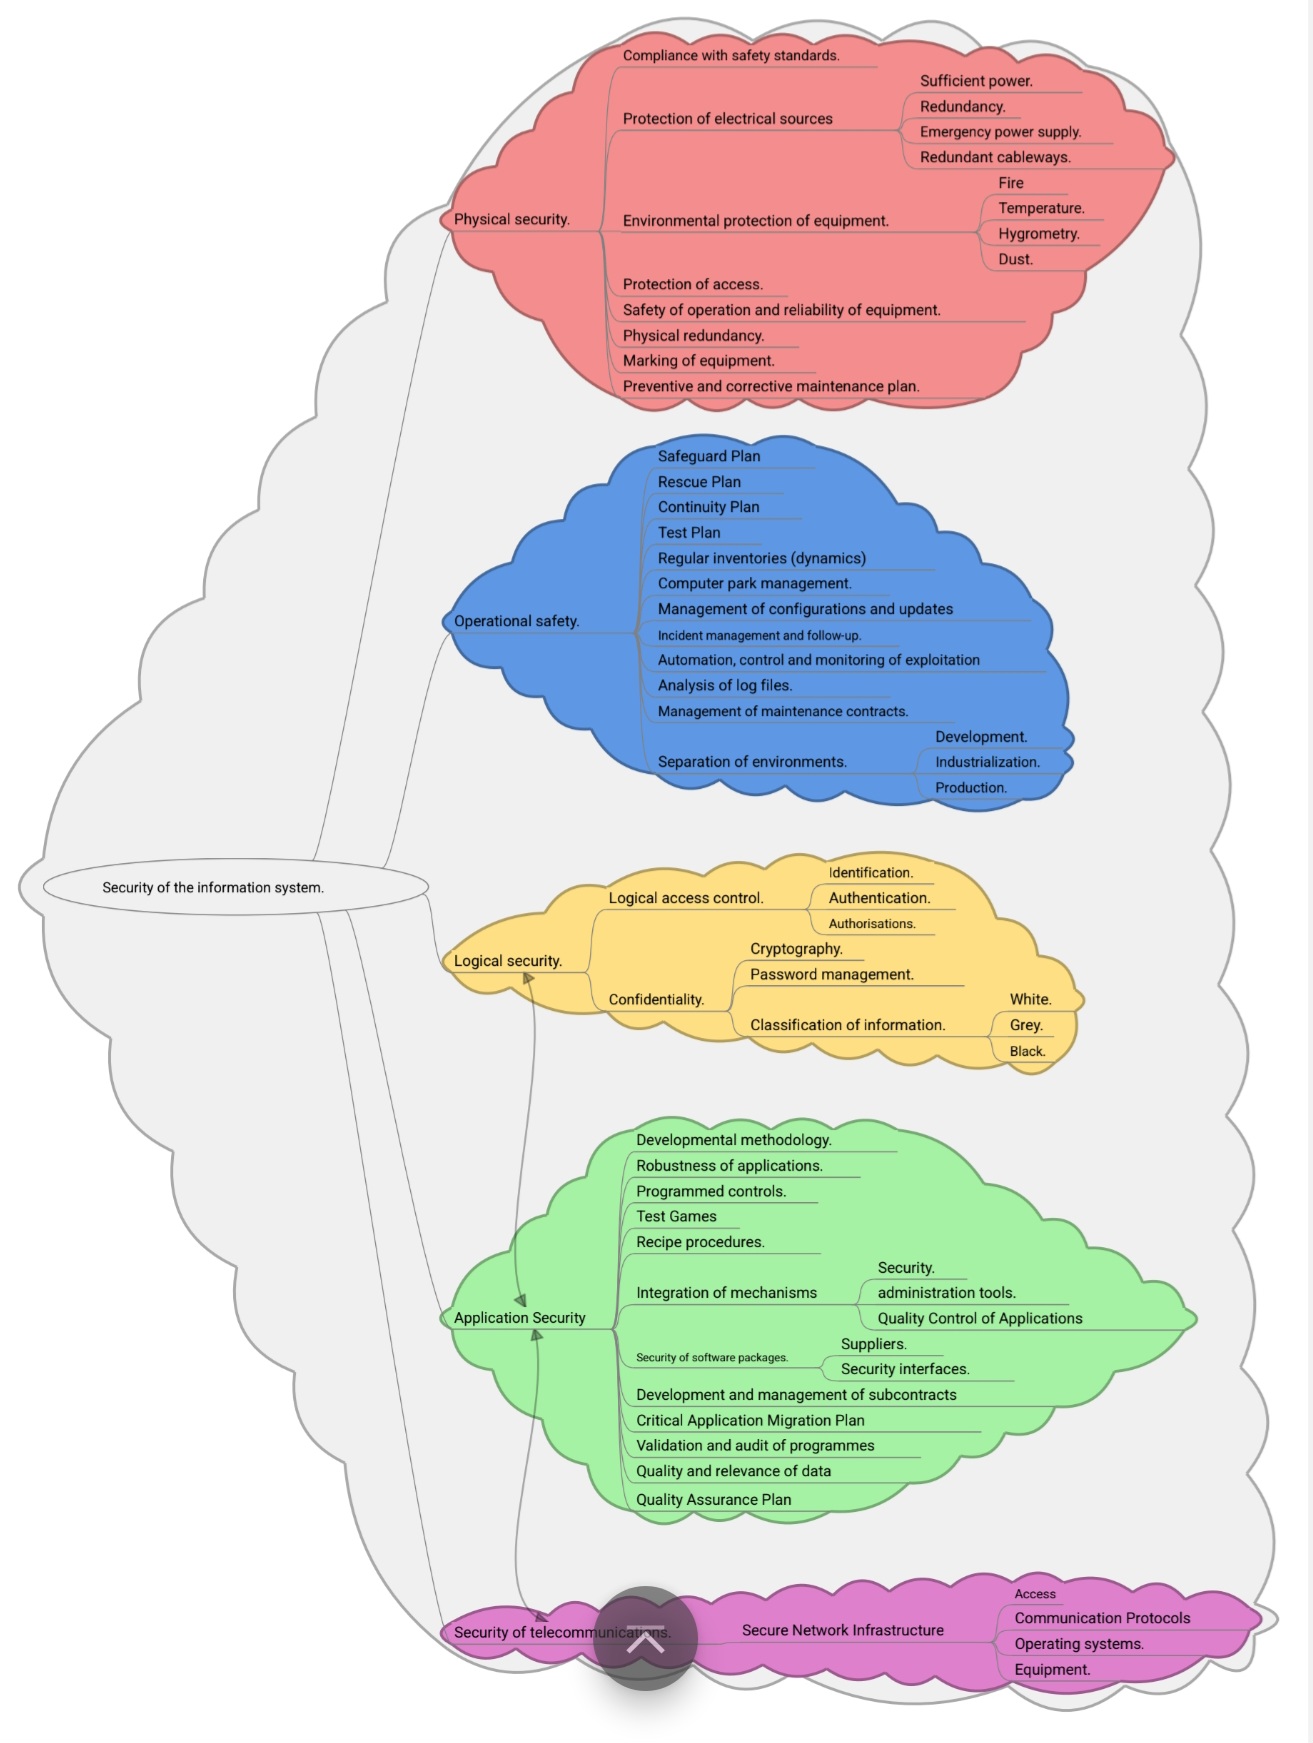 Compliance with safety standards.
Sufficient power.
Redundancy.
Protection of electrical sources
Emergency power supply.
Redundant cableways.
Fire
Temperature.
Physical security.
Environmental protection of equipment.
Hygrometry.
Dust.
Protection of access.
Safety of operation and reliability of equipment.
Physical redundancy.
Marking of equipment.
Preventive and corrective maintenance plan.
Safeguard Plan
Rescue Plan
Continuity Plan
Test Plan
Regular inventories (dynamics)
Computer park management.
Management of configurations and updates
Operational safety.
Incident management and follow-up.
Automation, control and monitoring of exploitation
Analysis of log files.
Management of maintenance contracts.
Development.
Separation of environments.
Industrialization.
Production.
Security of the information system.
Identification.
Logical access control.
Authentication.
Authorisations.
Logical security.
Cryptography.
Password management.
Confidentiality.
White.
Classification of information.
Grey.
Black.
Developmental methodology.
Robustness of applications.
Programmed controls.
Test Games
Recipe procedures.
Security.
Integration of mechanisms
administration tools.
Quality Control of Applications
Application Security
Suppliers.
Security of software packages.
Security interfaces.
Development and management of subcontracts
Critical Application Migration Plan
Validation and audit of programmes
Quality and relevance of data
Quality Assurance Plan
Access
Security of telecommunications.
Secure Network Infrastructure
Communication Protocols
Operating systems.
Equipment.